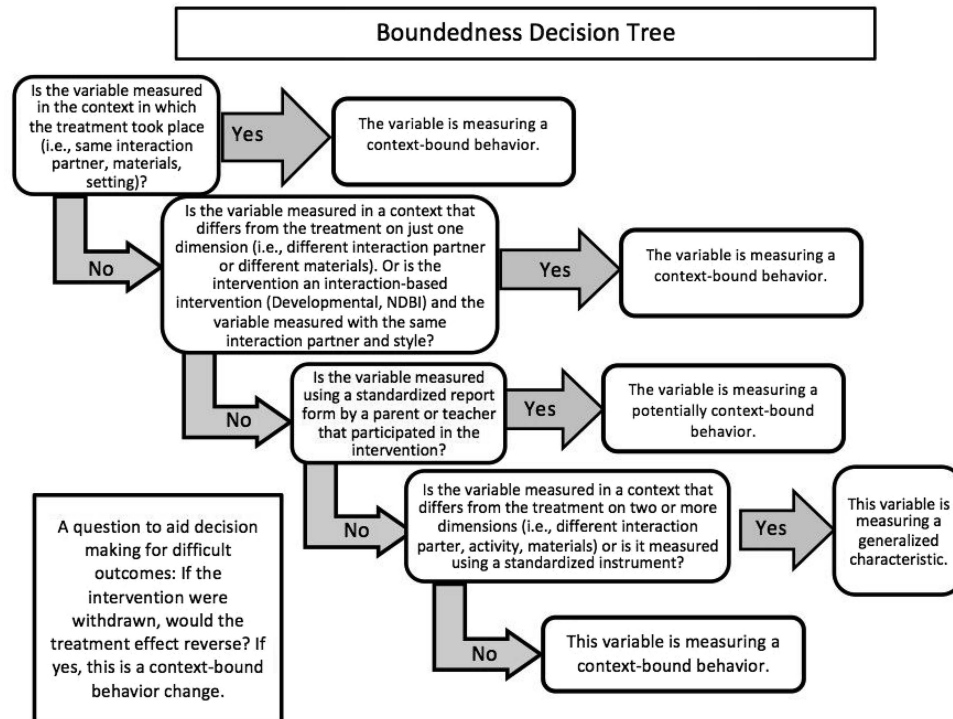 Boundedness Decision Tree
Is the variable measured
in the context in which
the treatment took place
(i.e., same interaction
partner, materials,
setting)?
Yes
The variable is measuring a
context-bound behavior.
No
Is the variable measured in a context that
differs from the treatment on just one
dimension (i.e., different interaction partner
or different materials). Or is the
intervention an interaction-based
intervention (Developmental, NDBI) and the
variable measured with the same
interaction partner and style?
Yes
The variable is measuring a
context-bound behavior.
No
Is the variable measured
using a standardized report
form by a parent or teacher
that participated in the
intervention?
Yes
The variable is measuring a
potentially context-bound
behavior.
No
Is the variable measured in a context that
differs from the treatment on two or more
dimensions (i.e., different interaction
parter, activity, materials) or is it measured
using a standardized instrument?
Yes
This variable is
measuring a
generalized
characteristic.
No
This variable is measuring a
context-bound behavior.
A question to aid decision
making for difficult
outcomes: If the
intervention were
withdrawn, would the
treatment effect reverse? If
yes, this is a context-bound
behavior change.